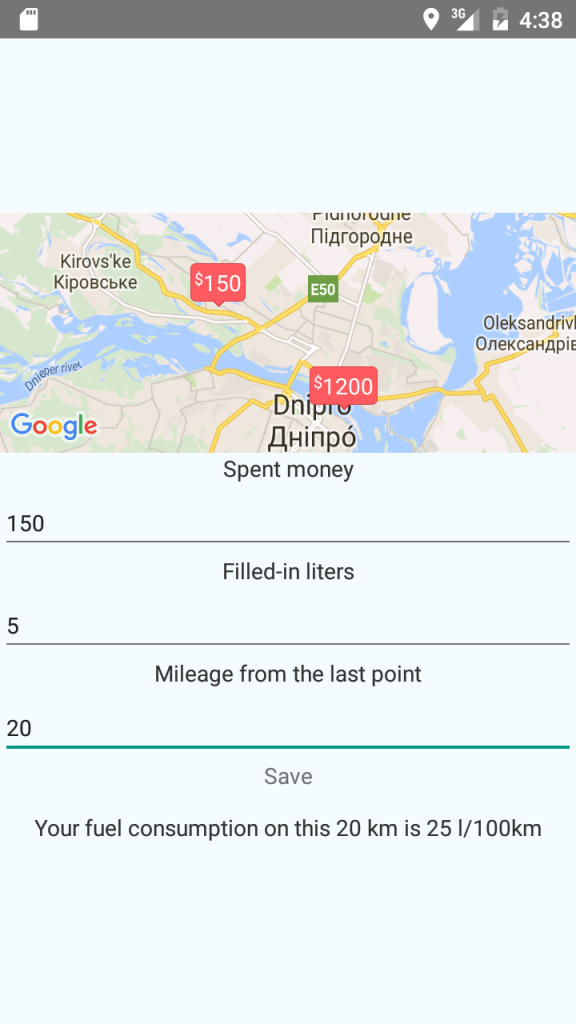 3G 4:38
Pidhorodne
Підгородне
Kirovs'ke
Кіровське
$150
E50
Oleksandrivk
Олександрів
Dnieper river
$1200
Dnipro
Дніпро́
Google
Spent money
150
Filled-in liters
5
Mileage from the last point
20
Save
Your fuel consumption on this 20 km is 25 l/100km